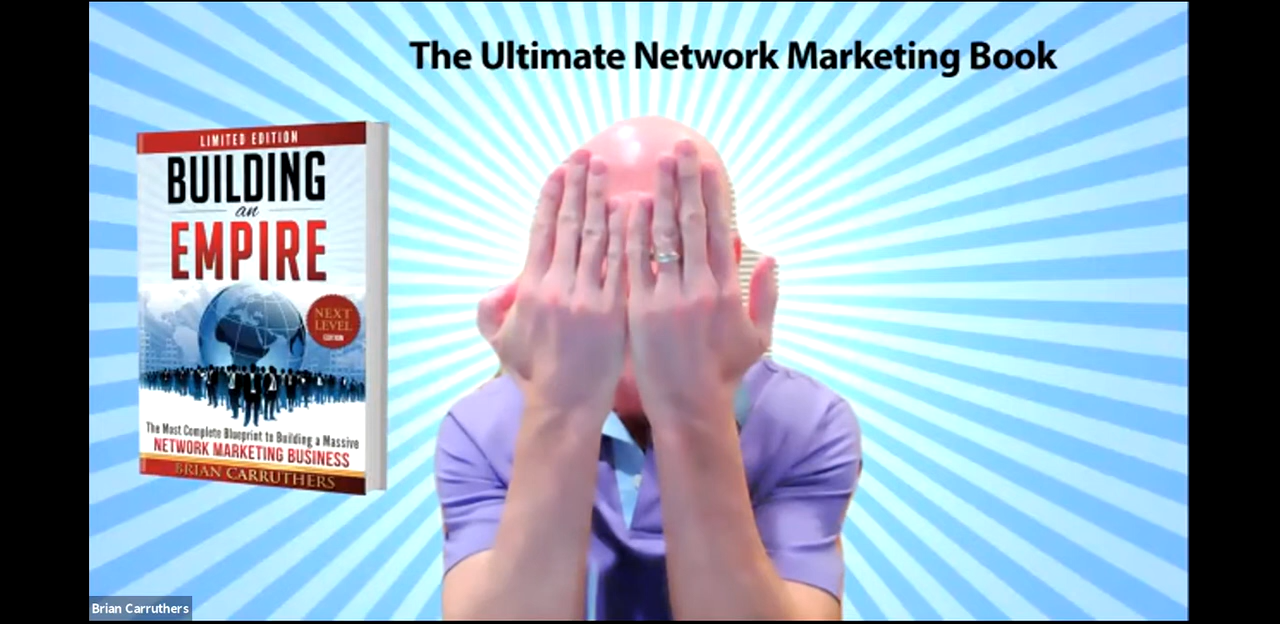 The Ultimate Network Marketing Book
LIMITED EDITION
BUILDING
an
EMPIRE
NEXT
LEVEL
EDITION
The Most Complete Blueprint to Building a Massive
NETWORK MARKETING BUSINESS
BRIAN CARRUTHERS
Brian Carruthers